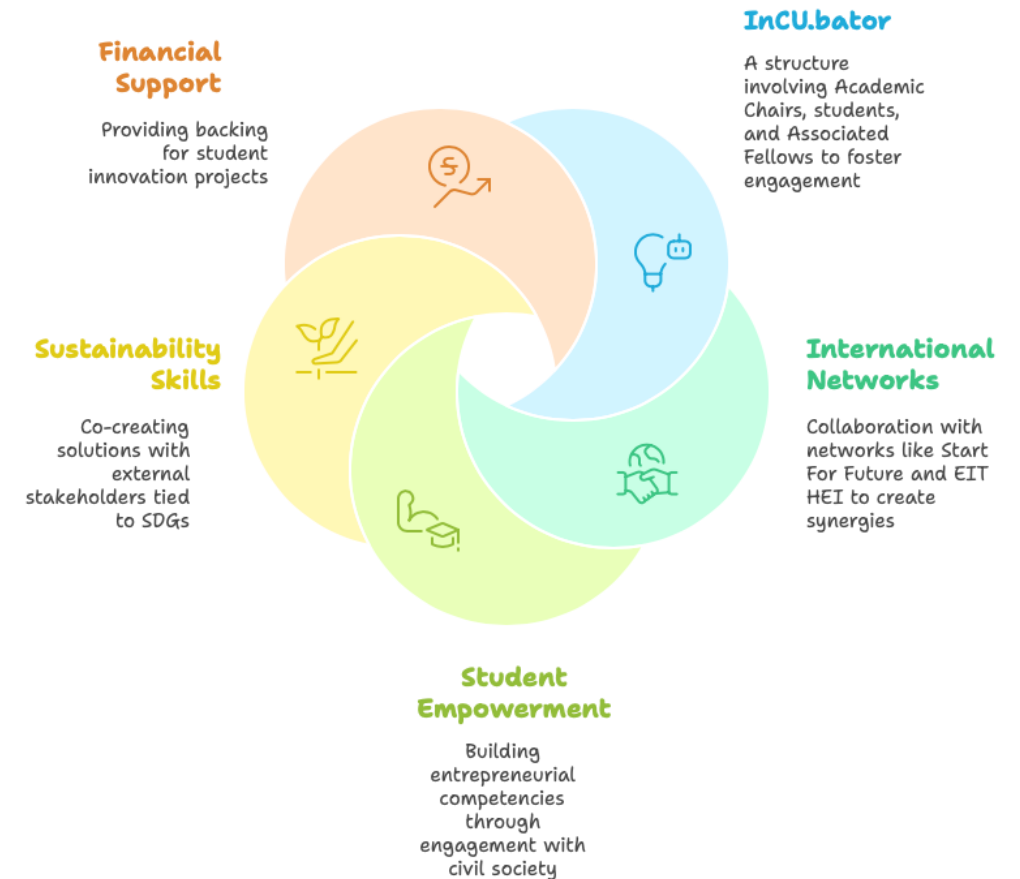 InCU.bator
A structure
involving Academic
Chairs, students,
and Associated
Fellows to foster
engagement
Financial
Support
Providing backing
for student
innovation projects
Sustainability
Skills
Co-creating
solutions with
external
stakeholders tied
to SDGs
International
Networks
Collaboration with
networks like Start
For Future and EIT
HEI to create
synergies
Student
Empowerment
Building
entrepreneurial
competencies
through
engagement with
civil society